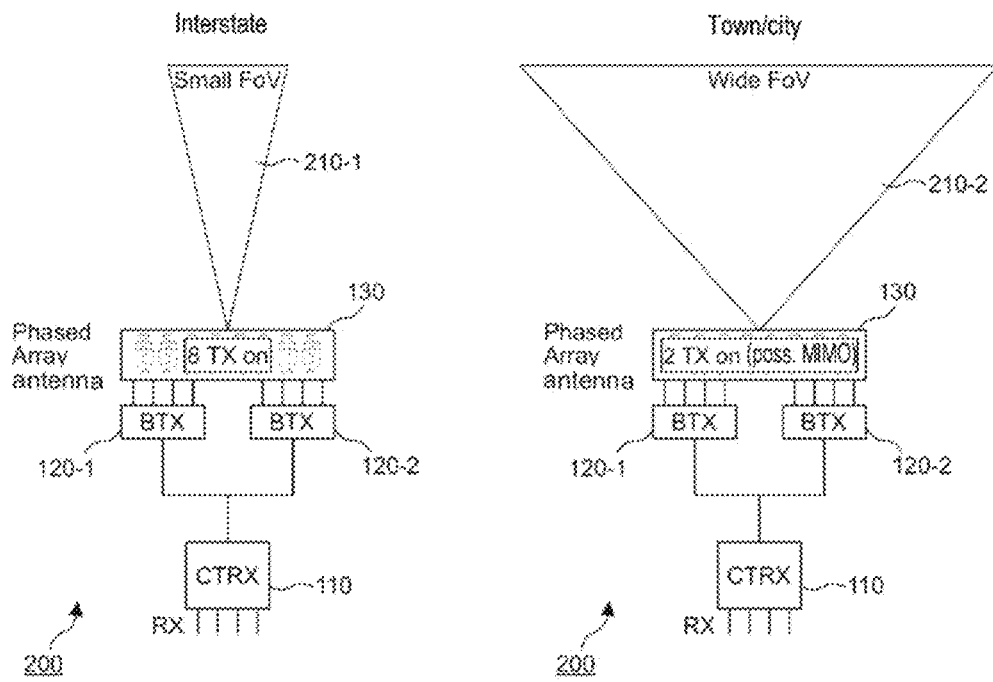 Interstate
Small FoV
210-1
130
Phased
Array
antenna
8 TX on
BTX
BTX
120-1
120-2
CTRX
110
RX
200
Town/city
Wide FoV
210-2
130
Phased
Array
antenna
2 TX on (poss. MIMO)
BTX
BTX
120-1
120-2
CTRX
110
RX
200